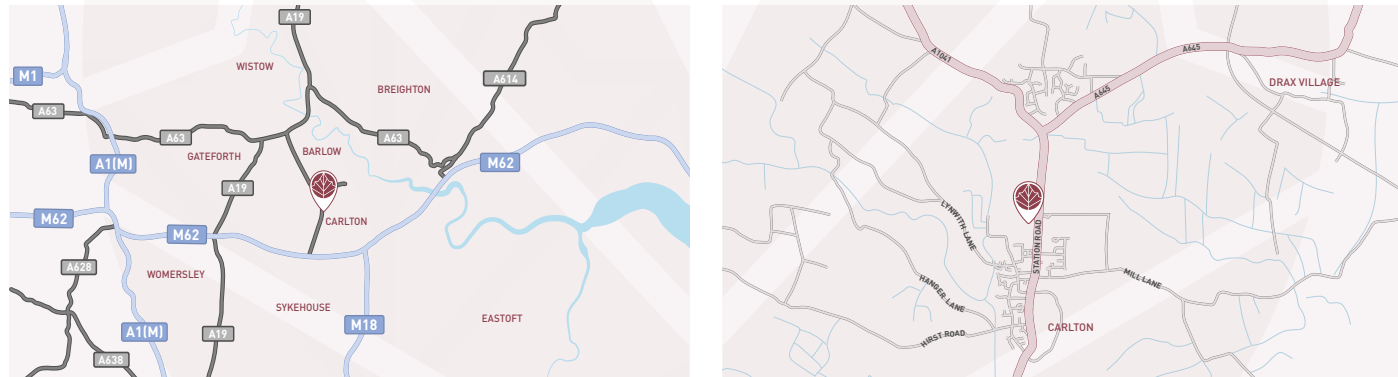 A19
WISTOW
M1
BREIGHTON
A614
A63
A63
A63
GATEFORTH
BARLOW
A1(M)
M62
A19
M62
CARLTON
M62
A628
WOMERSLEY
SYKEHOUSE
EASTOFT
M18
A1(M)
A19
A638
A1041
A645
DRAX VILLAGE
A645
LYNWITH LANE
STATION ROAD
MILL LANE
HANGER LANE
CARLTON
HIRST ROAD